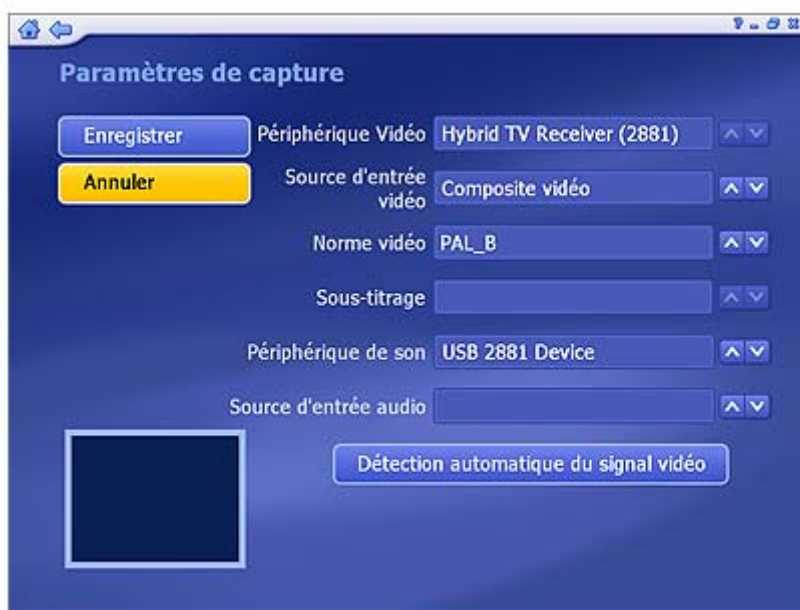 Paramètres de capture
Enregistrer
Annuler
Périphérique Vidéo Hybrid TV Receiver (2881)
Source d'entrée
vidéo Composite vidéo
Norme vidéo PAL_B
Sous-titrage
Périphérique de son USB 2881 Device
Source d'entrée audio
Détection automatique du signal vidéo